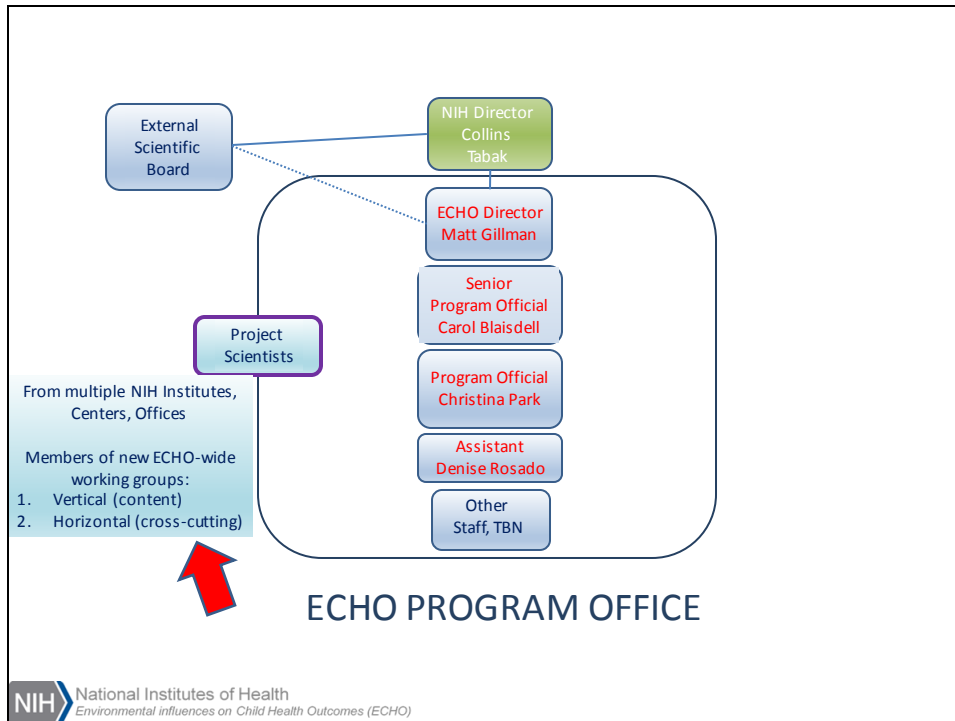 External
Scientific
Board
NIH Director
Collins
Tabak
ECHO Director
Matt Gillman
Senior
Program Official
Carol Blaisdell
Project
Scientists
Program Official
Christina Park
From multiple NIH Institutes,
Centers, Offices
Members of new ECHO-wide
working groups:
1. Vertical (content)
2. Horizontal (cross-cutting)
Assistant
Denise Rosado
Other
Staff, TBN
ECHO PROGRAM OFFICE
NIH
National Institutes of Health
Environmental influences on Child Health Outcomes (ECHO)